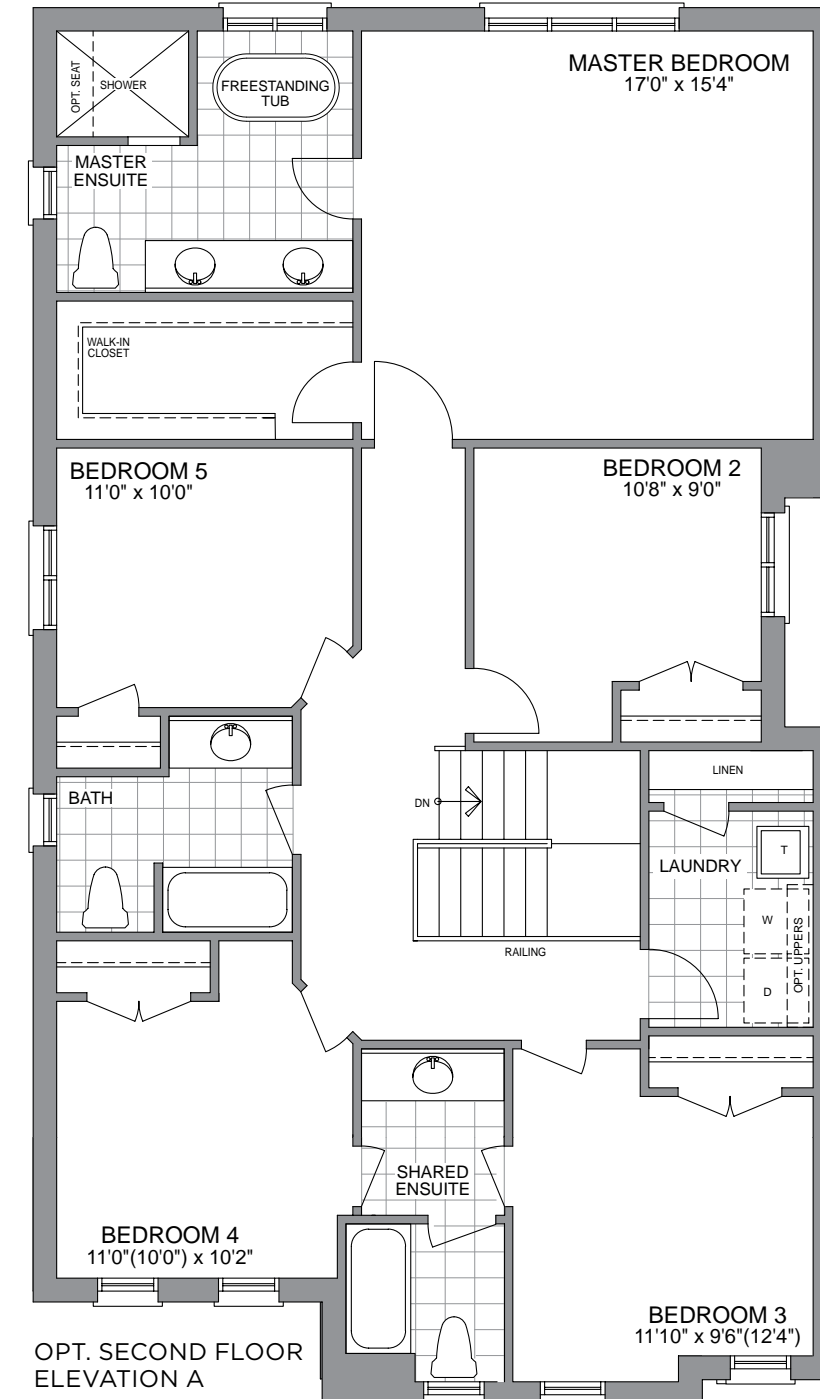 OPT. SEAT
SHOWER
FREESTANDING
TUB
MASTER BEDROOM
17'0" x 15'4"
MASTER
ENSUITE
WALK-IN
CLOSET
BEDROOM 5
11'0" x 10'0"
BEDROOM 2
10'8" x 9'0"
LINEN
BATH
DN
T
LAUNDRY
W
OPT. UPPERS
RAILING
D
SHARED
ENSUITE
BEDROOM 4
11'0"(10'0") x 10'2"
BEDROOM 3
11'10" x 9'6"(12'4")
OPT. SECOND FLOOR
ELEVATION A